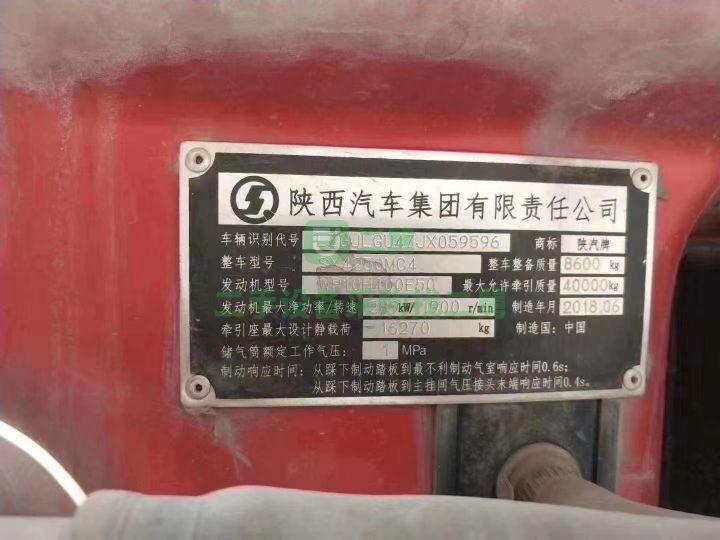 陕西汽车集团有限责任公司
车辆识别代号 商标 陕汽牌
整车型号 整车整备质量 8600 kg
发动机型号 最大允许牵引质量 40000kg
发动机最大净功率/转速 kW/ r/min 制造年月 2018.06
牵引座最大设计静载荷 16270 kg 制造国: 中国
储气筒额定工作气压: 1 MPa
制动响应时间: 从踩下制动踏板到最不利制动气室响应时间0.6s;
从踩下制动踏板到主挂间气压接头末端响应时间0.4s。